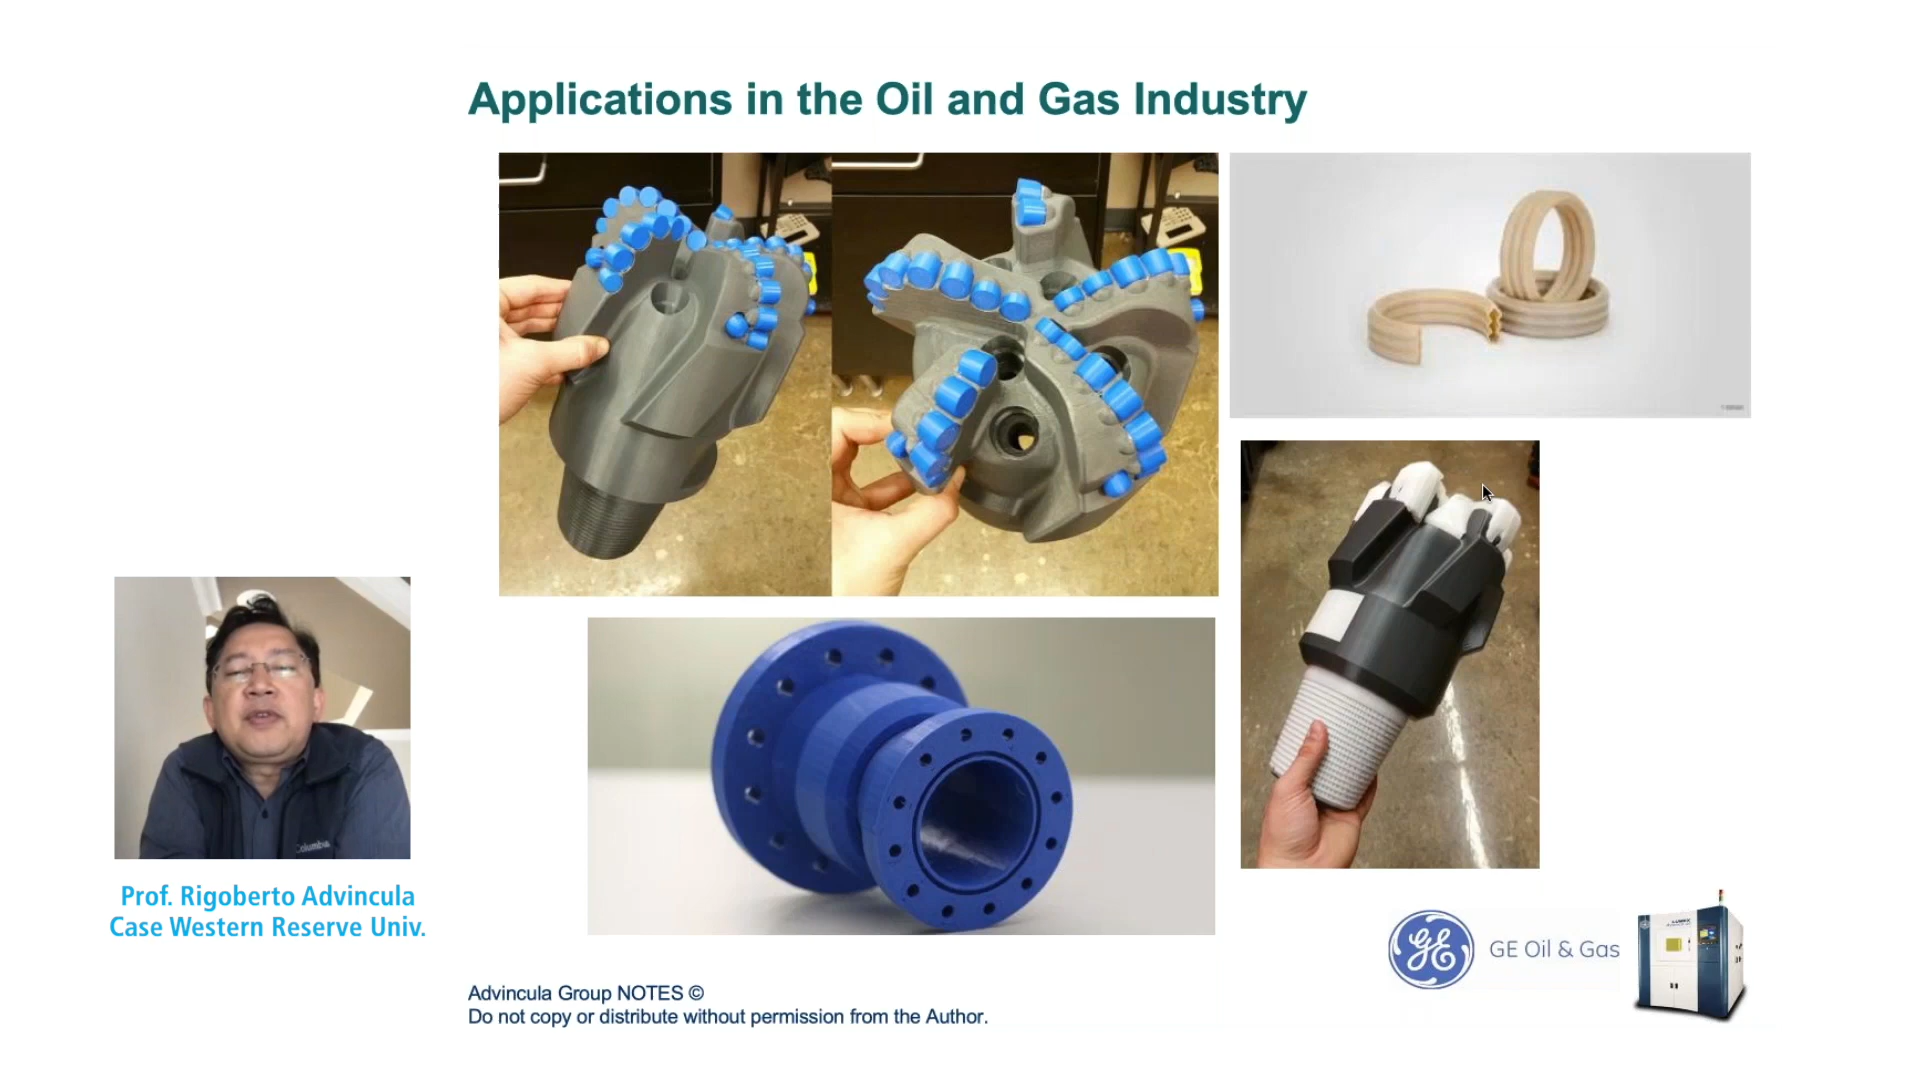 Applications in the Oil and Gas Industry
Columbia
Prof. Rigoberto Advincula
Case Western Reserve Univ.
GE Oil & Gas
Advincula Group NOTES ©
Do not copy or distribute without permission from the Author.